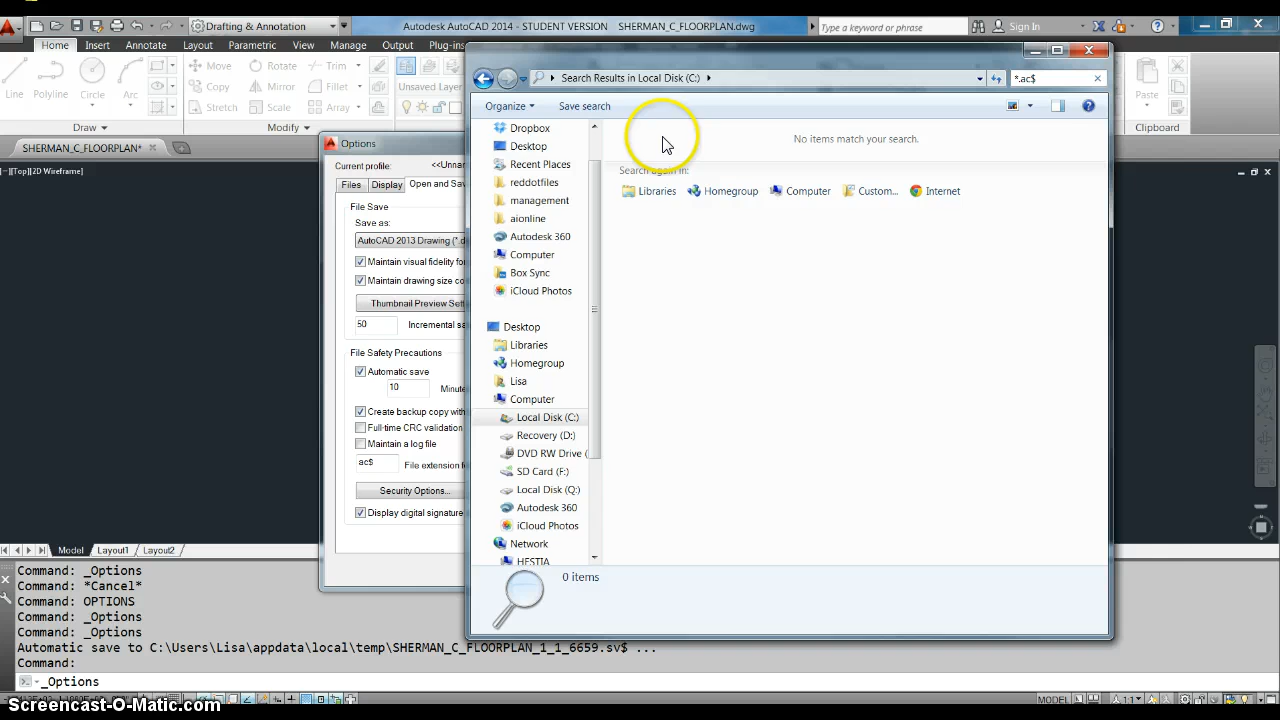 Drafting & Annotation
Autodesk AutoCAD 2014 - STUDENT VERSION SHERMAN_C_FLOORPLAN.dwg
Type a keyword or phrase
Sign In
Home Insert Annotate Layout Parametric View Manage Output Plug-ins
Line Polyline Circle Arc
Move Rotate Trim
Copy Mirror Fillet
Stretch Scale Array
Draw Modify
Unsaved Layer
Paste
Clipboard
SHERMAN_C_FLOORPLAN*
[Top][2D Wireframe]
Options
Current profile: <<Unnar
Files Display Open and Sav
File Save
Save as:
AutoCAD 2013 Drawing (*.d
Maintain visual fidelity for
Maintain drawing size co
Thumbnail Preview Sett
50 Incremental sa
File Safety Precautions
Automatic save
10 Minute
Create backup copy with
Full-time CRC validation
Maintain a log file
ac$ File extension fo
Security Options...
Display digital signature
Search Results in Local Disk (C:)
*.ac$
Organize Save search
No items match your search.
Search again in:
Libraries Homegroup Computer Custom... Internet
Dropbox
Desktop
Recent Places
reddotfiles
management
aionline
Autodesk 360
Computer
Box Sync
iCloud Photos
Desktop
Libraries
Homegroup
Lisa
Computer
Local Disk (C:)
Recovery (D:)
DVD RW Drive (
SD Card (F:)
Local Disk (Q:)
Autodesk 360
iCloud Photos
Network
HESTIA
0 items
Model Layout1 Layout2
Command: _Options
Command: *Cancel*
Command: OPTIONS
Command: _Options
Command: _Options
Automatic save to C:\Users\Lisa\appdata\local\temp\SHERMAN_C_FLOORPLAN_1_1_6659.sv$ ...
Command:
_Options
MODEL 1:1
Screencast-O-Matic.com